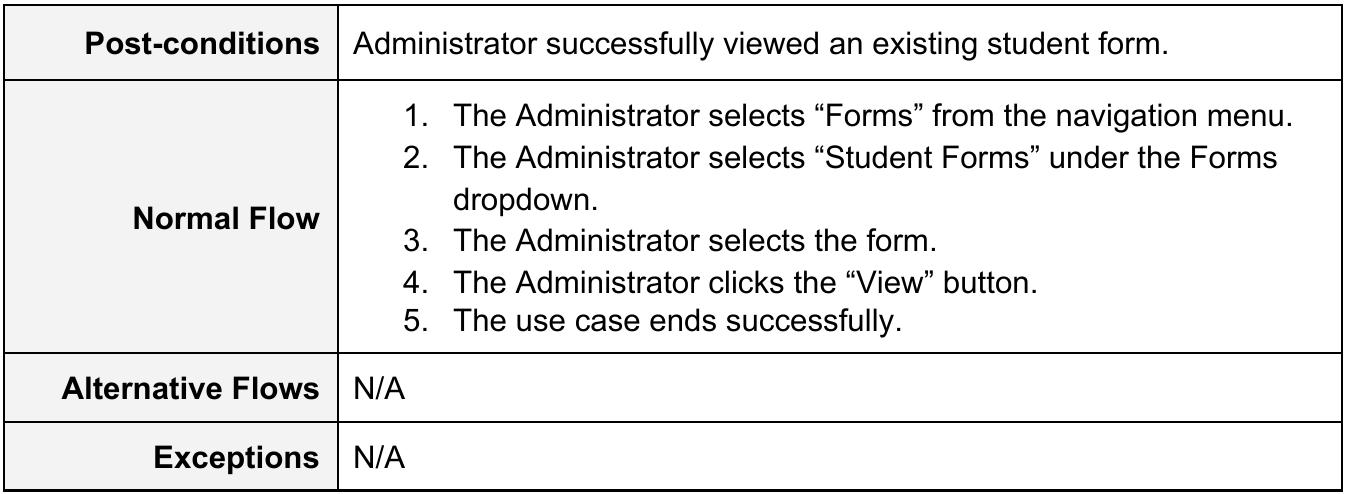 Post-conditions
Administrator successfully viewed an existing student form.
Normal Flow
1. The Administrator selects “Forms” from the navigation menu.
2. The Administrator selects “Student Forms” under the Forms
dropdown.
3. The Administrator selects the form.
4. The Administrator clicks the “View” button.
5. The use case ends successfully.
Alternative Flows
N/A
Exceptions
N/A